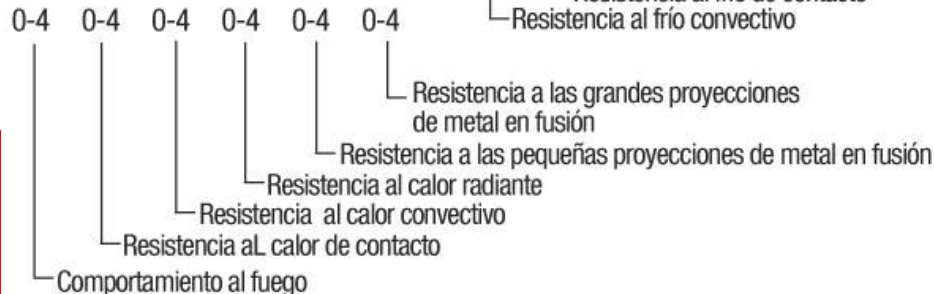 0-4 0-4 0-4 0-4 0-4 0-4
Resistencia al frío convectivo
Resistencia a las grandes proyecciones
de metal en fusión
Resistencia a las pequeñas proyecciones de metal en fusión
Resistencia al calor radiante
Resistencia al calor convectivo
Resistencia aL calor de contacto
Comportamiento al fuego